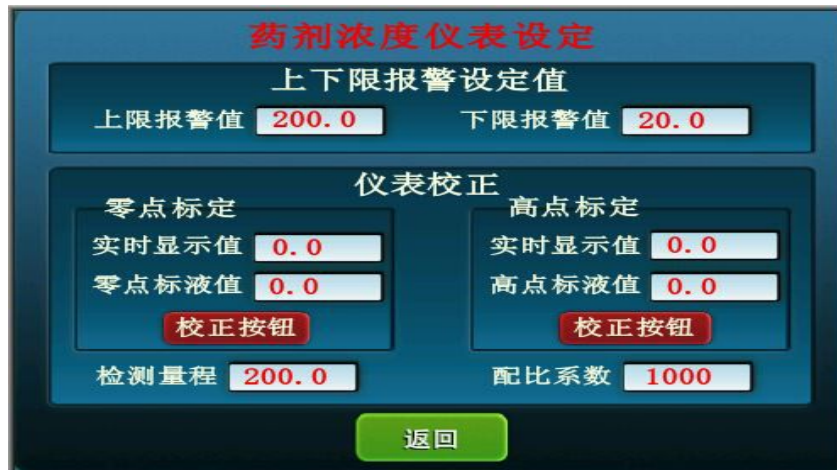 药剂浓度仪表设定
上下限报警设定值
上限报警值 200.0 下限报警值 20.0
仪表校正
零点标定 高点标定
实时显示值 0.0 实时显示值 0.0
零点标液值 0.0 高点标液值 0.0
校正按钮 校正按钮
检测量程 200.0 配比系数 1000
返回